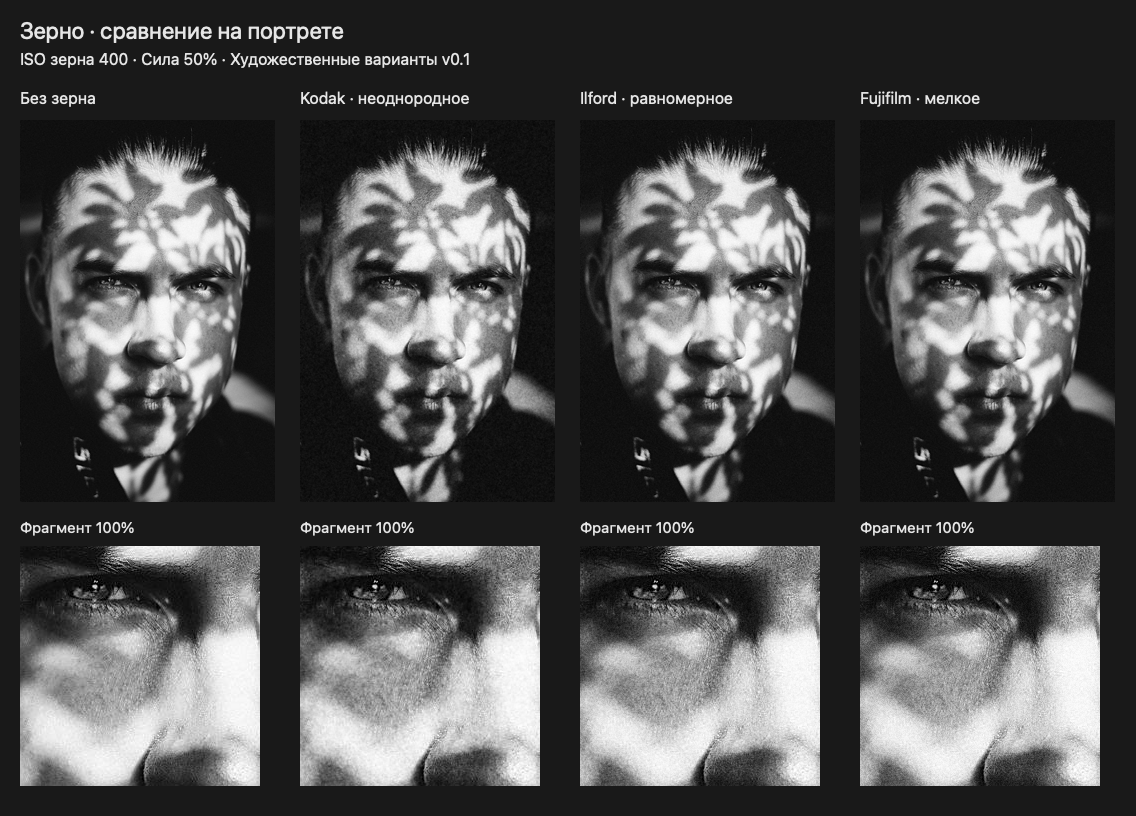 Зерно · сравнение на портрете
ISO зерна 400 · Сила 50% · Художественные варианты v0.1
Без зерна
Kodak · неоднородное
Ilford · равномерное
Fujifilm · мелкое
Фрагмент 100%
Фрагмент 100%
Фрагмент 100%
Фрагмент 100%